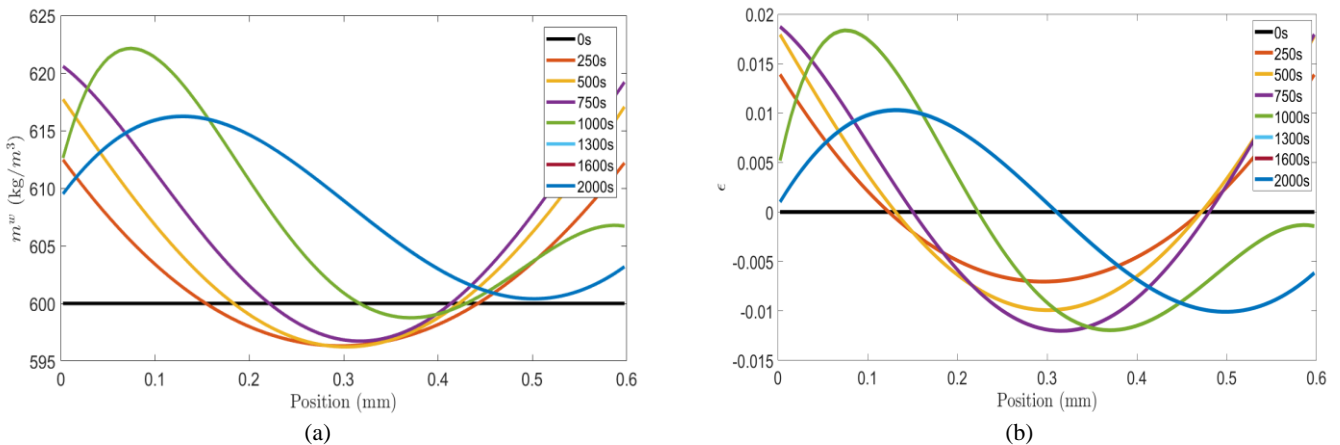 625
620
615
610
605
600
595
m^w (kg/m^3)
0 0.1 0.2 0.3 0.4 0.5 0.6
Position (mm)
0s
250s
500s
750s
1000s
1300s
1600s
2000s
(a)
0.02
0.015
0.01
0.005
0
-0.005
-0.01
-0.015
ϵ
0 0.1 0.2 0.3 0.4 0.5 0.6
Position (mm)
0s
250s
500s
750s
1000s
1300s
1600s
2000s
(b)